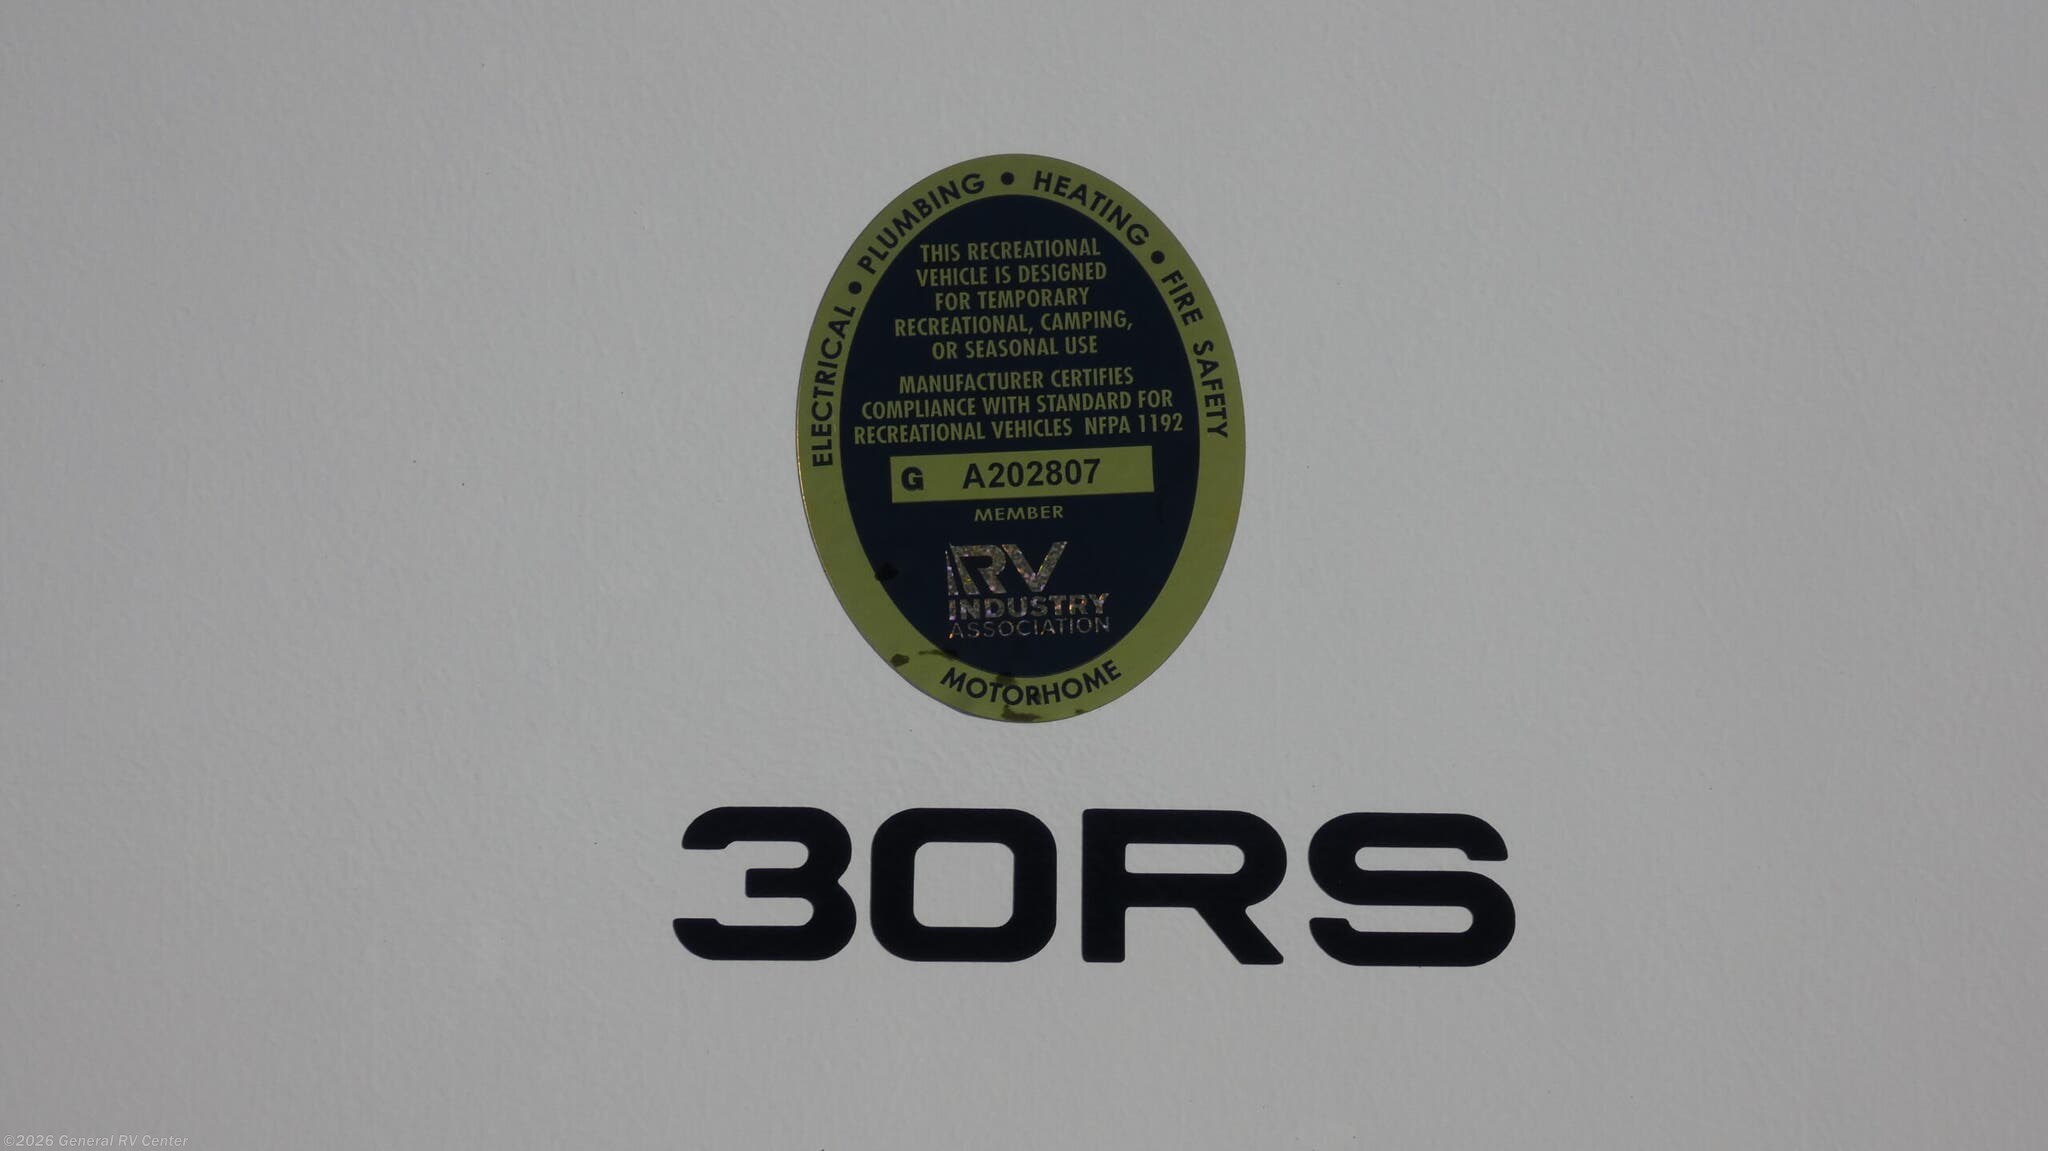 ELECTRICAL • PLUMBING • HEATING • FIRE SAFETY
THIS RECREATIONAL
VEHICLE IS DESIGNED
FOR TEMPORARY
RECREATIONAL, CAMPING,
OR SEASONAL USE
MANUFACTURER CERTIFIES
COMPLIANCE WITH STANDARD FOR
RECREATIONAL VEHICLES NFPA 1192
G A202807
MEMBER
RV
INDUSTRY
ASSOCIATION
MOTORHOME
30RS
©2026 General RV Center